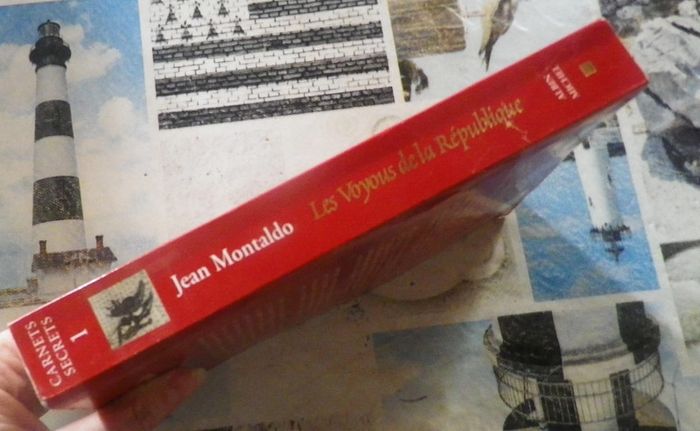 CARNETS
SECRETS
1
Jean Montaldo
Les Voyous de la République
ALBIN
MICHEL